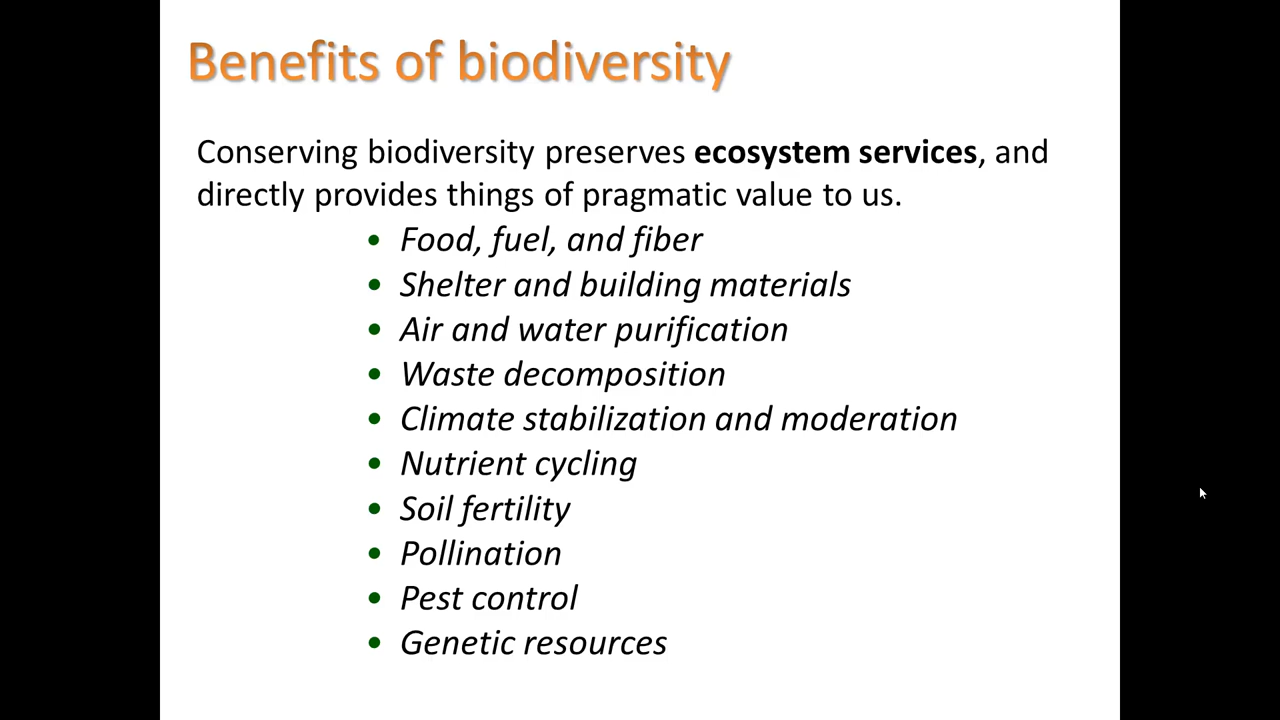 Benefits of biodiversity
Conserving biodiversity preserves ecosystem services, and
directly provides things of pragmatic value to us.
• Food, fuel, and fiber
• Shelter and building materials
• Air and water purification
• Waste decomposition
• Climate stabilization and moderation
• Nutrient cycling
• Soil fertility
• Pollination
• Pest control
• Genetic resources